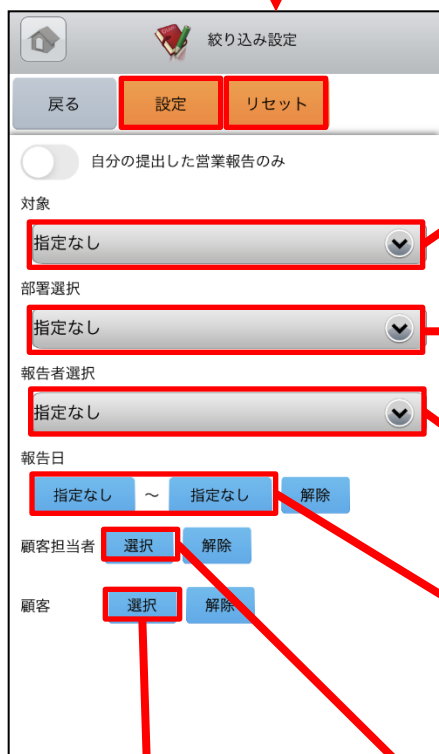 絞り込み設定
戻る 設定 リセット
自分の提出した営業報告のみ
対象
指定なし
部署選択
指定なし
報告者選択
指定なし
報告日
指定なし ～ 指定なし 解除
顧客担当者 選択 解除
顧客 選択 解除